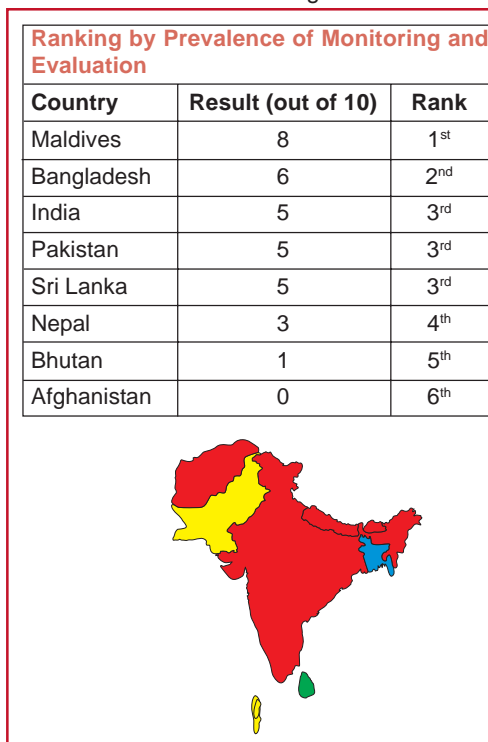 Ranking by Prevalence of Monitoring and
Evaluation
Country Result (out of 10) Rank
Maldives 8 1st
Bangladesh 6 2nd
India 5 3rd
Pakistan 5 3rd
Sri Lanka 5 3rd
Nepal 3 4th
Bhutan 1 5th
Afghanistan 0 6th